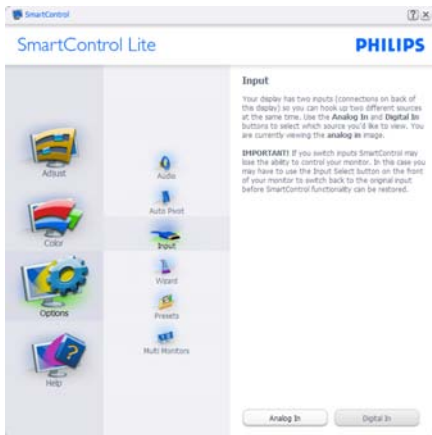 SmartControl
SmartControl Lite
PHILIPS
Adjust
Color
Options
Help
Audio
Auto Pivot
Input
Wizard
Presets
Multi Monitors
Input
Your display has two inputs (connections on back of
the display) so you can hook up two different sources
at the same time. Use the Analog In and Digital In
buttons to select which source you'd like to view. You
are currently viewing the analog in image.
IMPORTANT! If you switch inputs SmartControl may
lose the ability to control your monitor. In this case you
may have to use the Input Select button on the front
of your monitor to switch back to the original input
before SmartControl functionality can be restored.
Analog In
Digital In